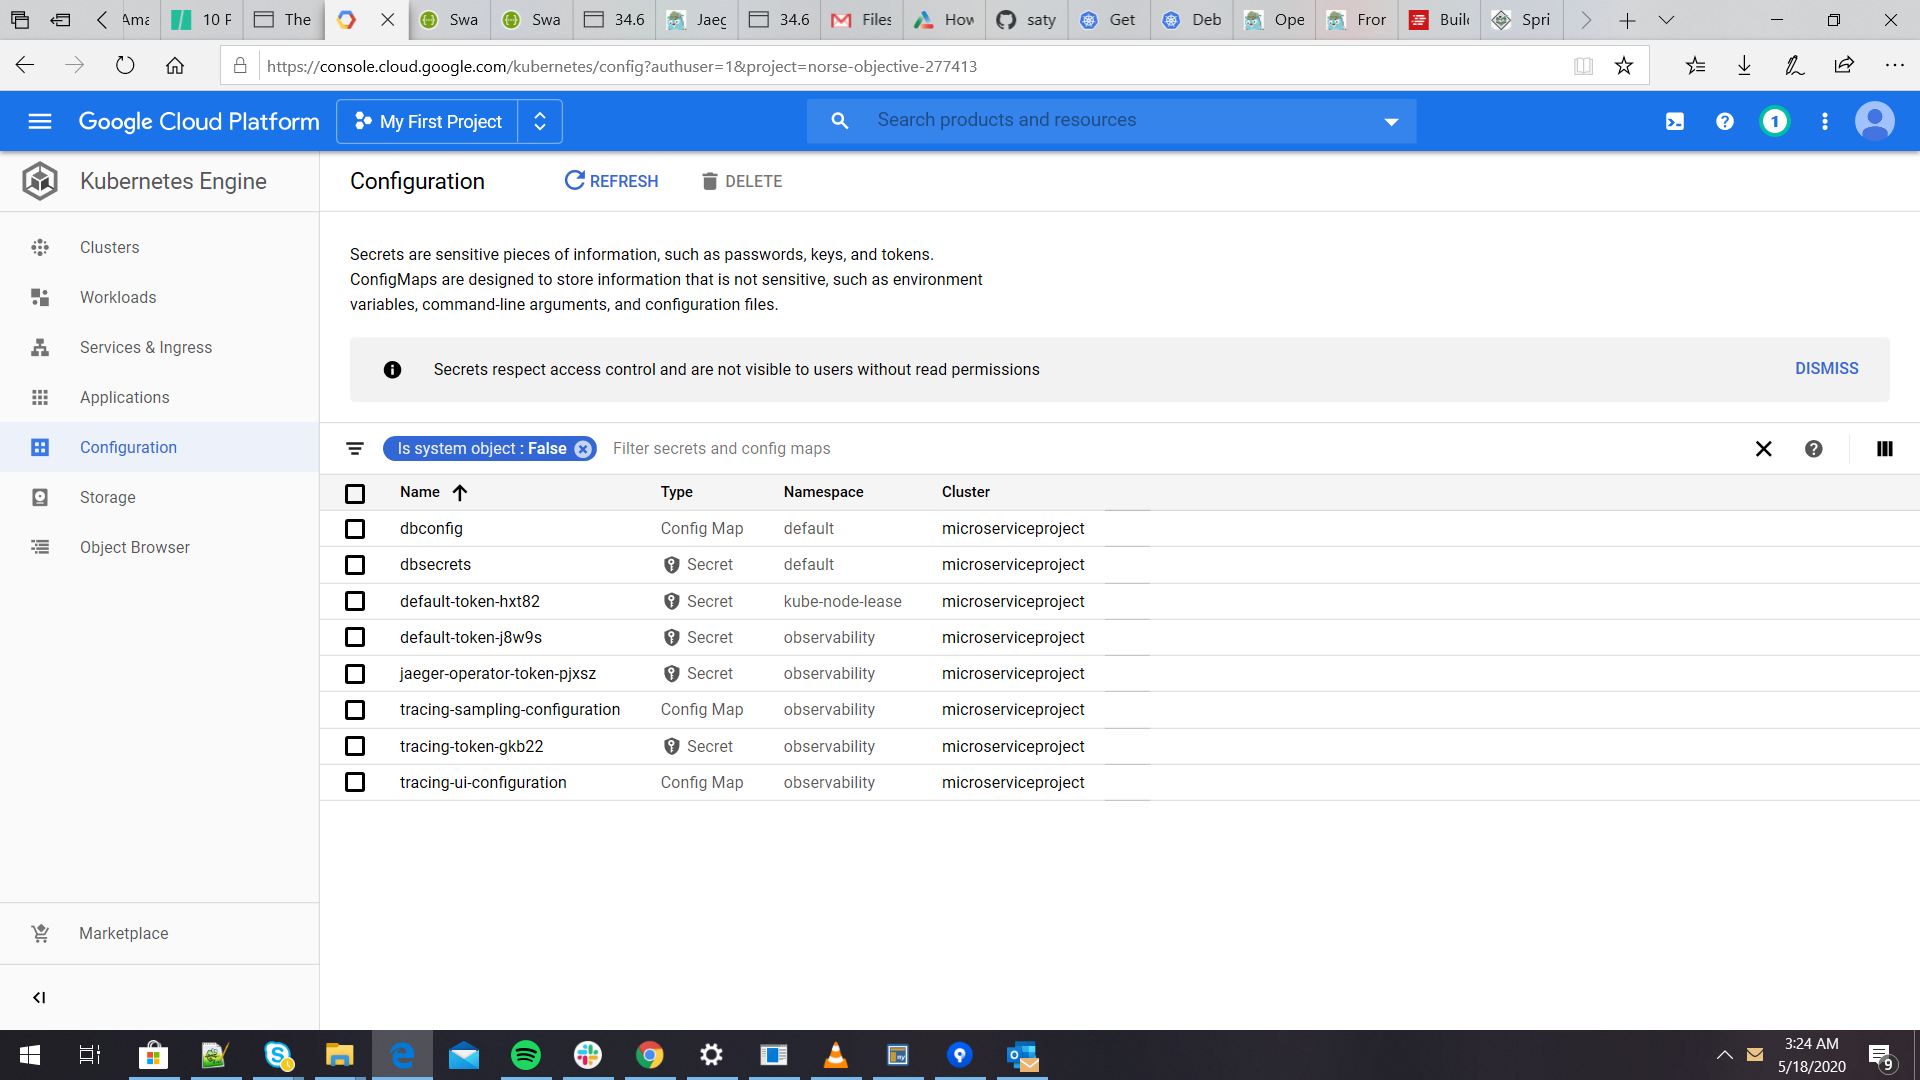 Ama
10 F
The
Swa
Swa
34.6
Jaeg
34.6
Files
How
saty
Get
Deb
Ope
Fror
Build
Spri
https://console.cloud.google.com/kubernetes/config?authuser=1&project=norse-objective-277413
Google Cloud Platform
My First Project
Search products and resources
1
Kubernetes Engine
Clusters
Workloads
Services & Ingress
Applications
Configuration
Storage
Object Browser
Marketplace
Configuration
REFRESH
DELETE
Secrets are sensitive pieces of information, such as passwords, keys, and tokens.
ConfigMaps are designed to store information that is not sensitive, such as environment
variables, command-line arguments, and configuration files.
Secrets respect access control and are not visible to users without read permissions
DISMISS
Is system object : False
Filter secrets and config maps
Name Type Namespace Cluster
dbconfig Config Map default microserviceproject
dbsecrets Secret default microserviceproject
default-token-hxt82 Secret kube-node-lease microserviceproject
default-token-j8w9s Secret observability microserviceproject
jaeger-operator-token-pjxsz Secret observability microserviceproject
tracing-sampling-configuration Config Map observability microserviceproject
tracing-token-gkb22 Secret observability microserviceproject
tracing-ui-configuration Config Map observability microserviceproject
3:24 AM
5/18/2020
9